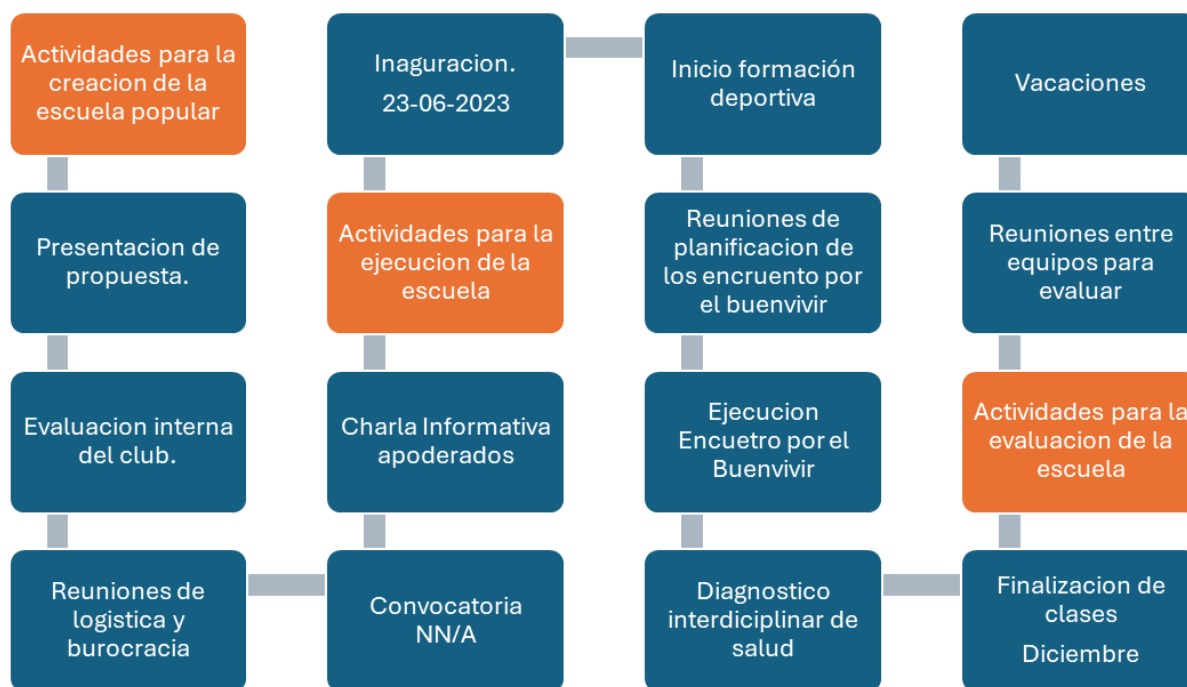 Actividades para la
creacion de la
escuela popular
Presentacion de
propuesta.
Evaluacion interna
del club.
Reuniones de
logistica y
burocracia
Convocatoria
NN/A
Charla Informativa
apoderados
Actividades para la
ejecucion de la
escuela
Inaguracion.
23-06-2023
Inicio formación
deportiva
Reuniones de
planificacion de
los encruento por
el buenvivir
Ejecucion
Encuetro por el
Buenvivir
Diagnostico
interdiciplinar de
salud
Finalizacion de
clases
Diciembre
Actividades para la
evaluacion de la
escuela
Reuniones entre
equipos para
evaluar
Vacaciones